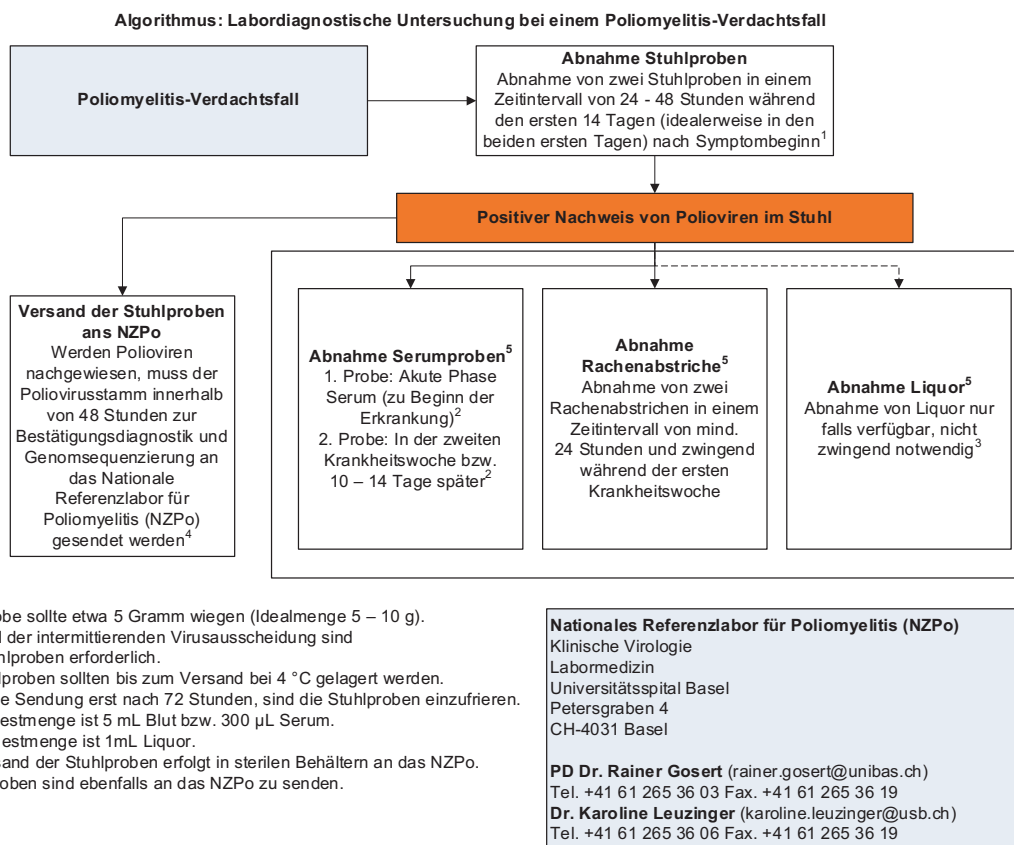 Algorithmus: Labordiagnostische Untersuchung bei einem Poliomyelitis-Verdachtsfall
Poliomyelitis-Verdachtsfall
Abnahme Stuhlproben
Abnahme von zwei Stuhlproben in einem
Zeitintervall von 24 - 48 Stunden während
den ersten 14 Tagen (idealerweise in den
beiden ersten Tagen) nach Symptombeginn¹
Positiver Nachweis von Polioviren im Stuhl
Versand der Stuhlproben
ans NZPo
Werden Polioviren
nachgewiesen, muss der
Poliovirusstamm innerhalb
von 48 Stunden zur
Bestätigungsdiagnostik und
Genomsequenzierung an
das Nationale
Referenzlabor für
Poliomyelitis (NZPo)
gesendet werden⁴
Abnahme Serumproben⁵
1. Probe: Akute Phase
Serum (zu Beginn der
Erkrankung)²
2. Probe: In der zweiten
Krankheitswoche bzw.
10 – 14 Tage später²
Abnahme
Rachenabstriche⁵
Abnahme von zwei
Rachenabstrichen in einem
Zeitintervall von mind.
24 Stunden und zwingend
während der ersten
Krankheitswoche
Abnahme Liquor⁵
Abnahme von Liquor nur
falls verfügbar, nicht
zwingend notwendig³
obe sollte etwa 5 Gramm wiegen (Idealmenge 5 – 10 g).
der intermittierenden Virusausscheidung sind
hlproben erforderlich.
lproben sollten bis zum Versand bei 4 °C gelagert werden.
e Sendung erst nach 72 Stunden, sind die Stuhlproben einzufrieren.
estmenge ist 5 mL Blut bzw. 300 µL Serum.
estmenge ist 1mL Liquor.
sand der Stuhlproben erfolgt in sterilen Behältern an das NZPo.
roben sind ebenfalls an das NZPo zu senden.
Nationales Referenzlabor für Poliomyelitis (NZPo)
Klinische Virologie
Labormedizin
Universitätsspital Basel
Petersgraben 4
CH-4031 Basel
PD Dr. Rainer Gosert (rainer.gosert@unibas.ch)
Tel. +41 61 265 36 03 Fax. +41 61 265 36 19
Dr. Karoline Leuzinger (karoline.leuzinger@usb.ch)
Tel. +41 61 265 36 06 Fax. +41 61 265 36 19